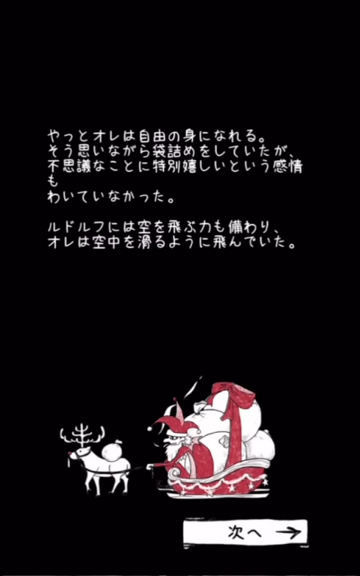 やっとオレは自由の身になれる。
そう思いながら袋詰めをしていたが、
不思議なことに特別嬉しいという感情
も
わいていなかった。
ルドルフには空を飛ぶ力も備わり、
オレは空中を滑るように飛んでいた。
次へ